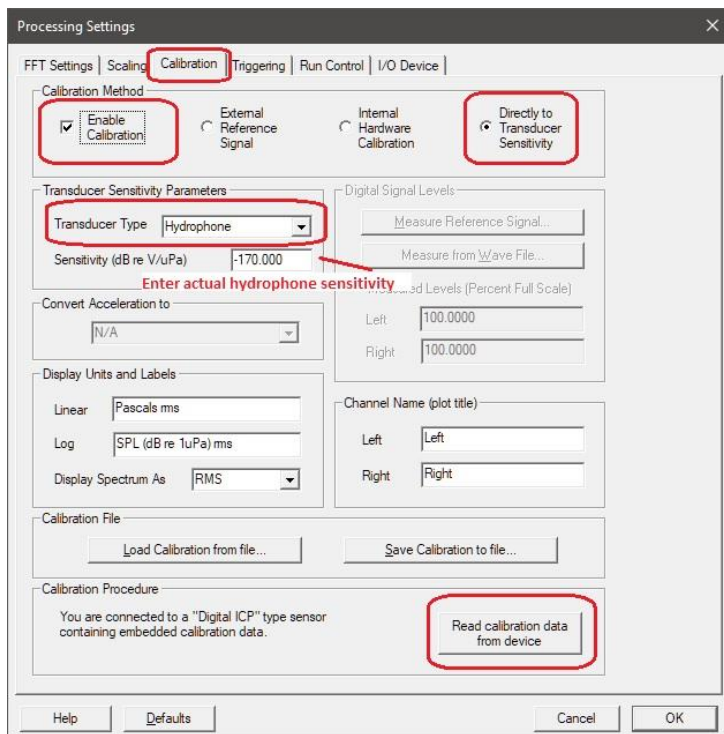 Processing Settings
FFT Settings Scaling Calibration Triggering Run Control I/O Device
Calibration Method
Enable
Calibration
External
Reference
Signal
Internal
Hardware
Calibration
Directly to
Transducer
Sensitivity
Transducer Sensitivity Parameters
Transducer Type Hydrophone
Sensitivity (dB re V/uPa) -170.000
Enter actual hydrophone sensitivity
Digital Signal Levels
Measure Reference Signal...
Measure from Wave File...
Measured Levels (Percent Full Scale)
Left 100.0000
Right 100.0000
Convert Acceleration to
N/A
Display Units and Labels
Linear Pascals rms
Log SPL (dB re 1uPa) ms
Display Spectrum As RMS
Channel Name (plot title)
Left Left
Right Right
Calibration File
Load Calibration from file...
Save Calibration to file...
Calibration Procedure
You are connected to a "Digital ICP" type sensor
containing embedded calibration data.
Read calibration data
from device
Help Defaults Cancel OK